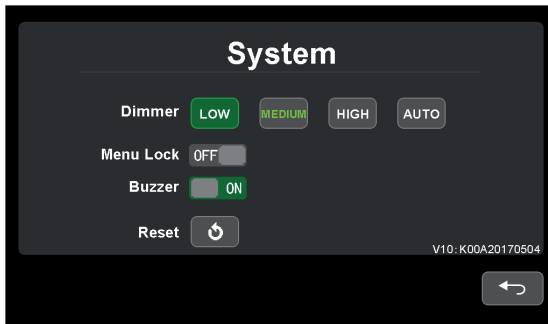 System
Dimmer LOW MEDIUM HIGH AUTO
Menu Lock OFF
Buzzer ON
Reset
V10:K00A20170504